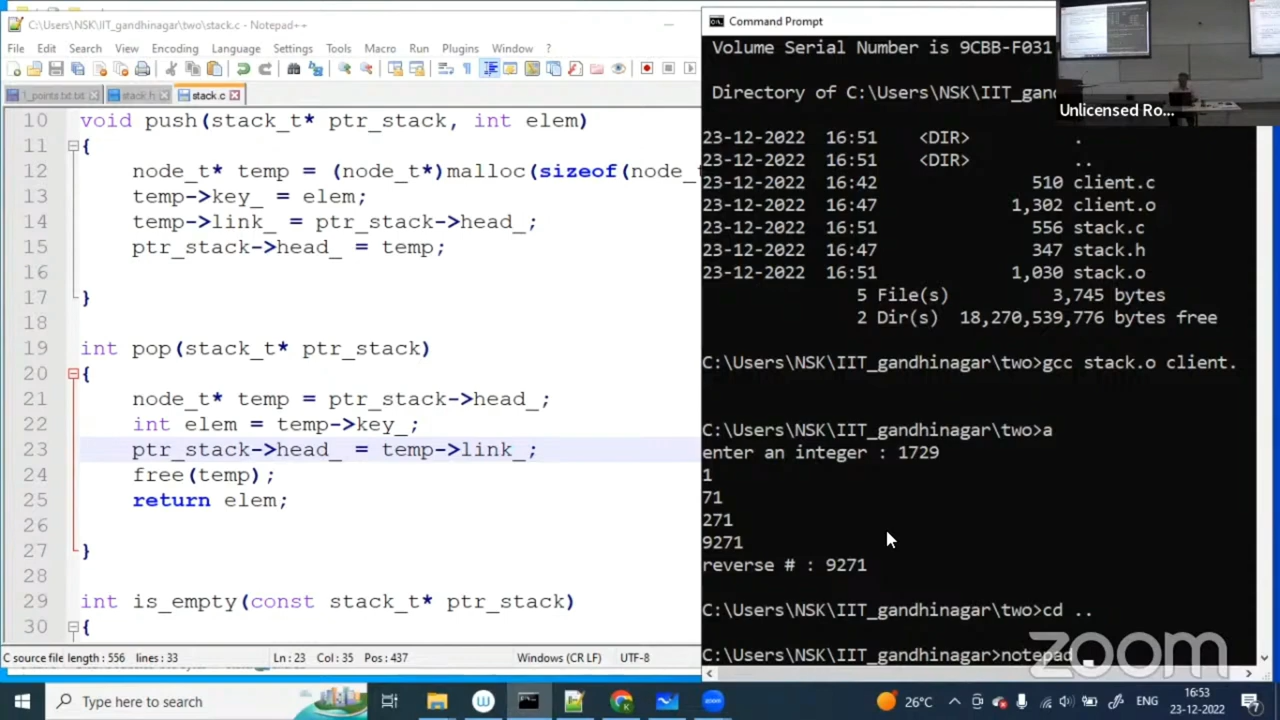 C:\Users\NSK\IIT_gandhinagar\two\stack.c - Notepad++
File Edit Search View Encoding Language Settings Tools Macro Run Plugins Window ?
1_points.txt.txt stack.h stack.c
10 void push(stack_t* ptr_stack, int elem)
11 {
12 node_t* temp = (node_t*)malloc(sizeof(node_
13 temp->key_ = elem;
14 temp->link_ = ptr_stack->head_;
15 ptr_stack->head_ = temp;
16
17 }
18
19 int pop(stack_t* ptr_stack)
20 {
21 node_t* temp = ptr_stack->head_;
22 int elem = temp->key_;
23 ptr_stack->head_ = temp->link_;
24 free(temp);
25 return elem;
26
27 }
28
29 int is_empty(const stack_t* ptr_stack)
30 {
C source file length : 556 lines : 33 Ln : 23 Col : 35 Pos : 437 Windows (CR LF) UTF-8
Command Prompt
Volume Serial Number is 9CBB-F031
Directory of C:\Users\NSK\IIT_gand
23-12-2022 16:51 <DIR> .
23-12-2022 16:51 <DIR> ..
23-12-2022 16:42 510 client.c
23-12-2022 16:47 1,302 client.o
23-12-2022 16:51 556 stack.c
23-12-2022 16:47 347 stack.h
23-12-2022 16:51 1,030 stack.o
5 File(s) 3,745 bytes
2 Dir(s) 18,270,539,776 bytes free
C:\Users\NSK\IIT_gandhinagar\two>gcc stack.o client.
C:\Users\NSK\IIT_gandhinagar\two>a
enter an integer : 1729
1
71
271
9271
reverse # : 9271
C:\Users\NSK\IIT_gandhinagar\two>cd ..
C:\Users\NSK\IIT_gandhinagar>notepad_
Unlicensed Ro...
zoom
Type here to search
26°C ENG 16:53
23-12-2022
7